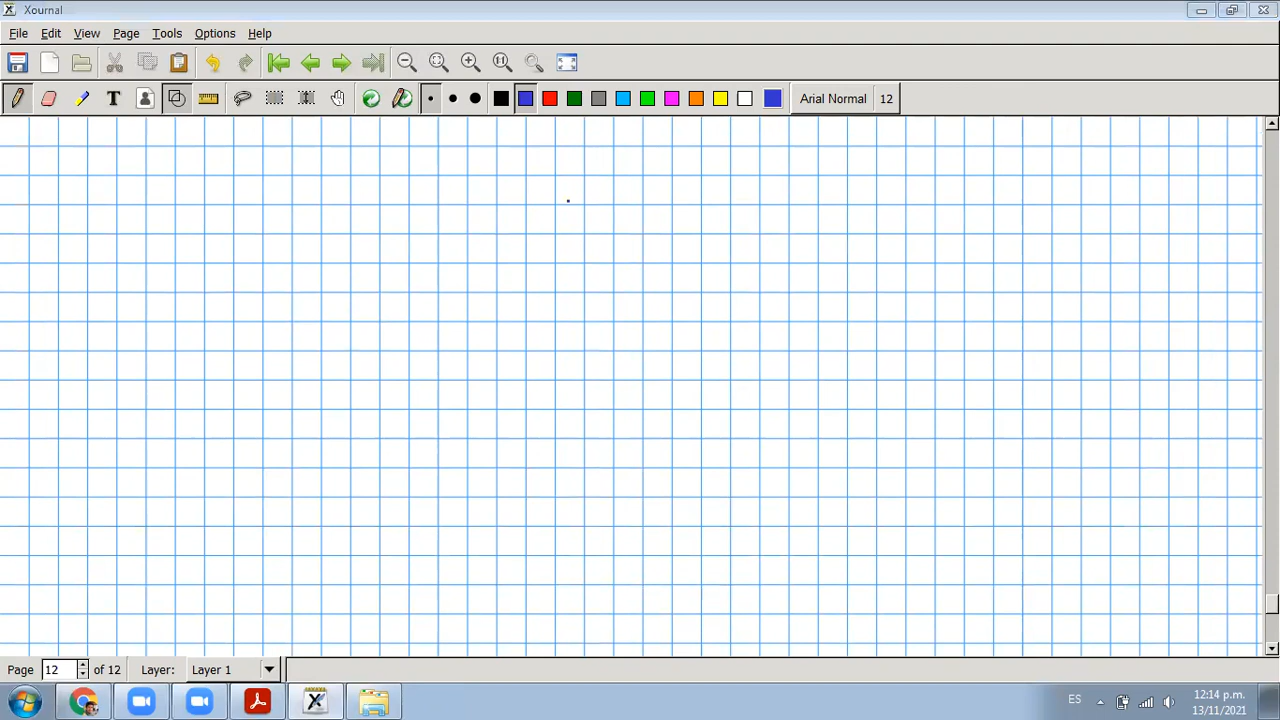 Xournal
File Edit View Page Tools Options Help
T Arial Normal 12
Page 12 of 12 Layer: Layer 1
ES 12:14 p.m.
13/11/2021